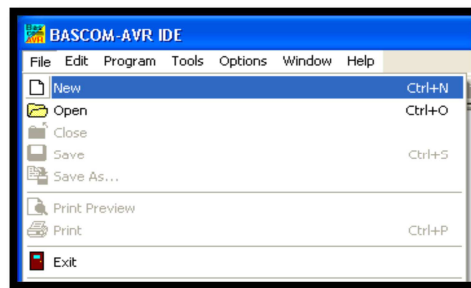 BASCOM-AVR IDE
File Edit Program Tools Options Window Help
New Ctrl+N
Open Ctrl+O
Close
Save Ctrl+S
Save As...
Print Preview
Print Ctrl+P
Exit